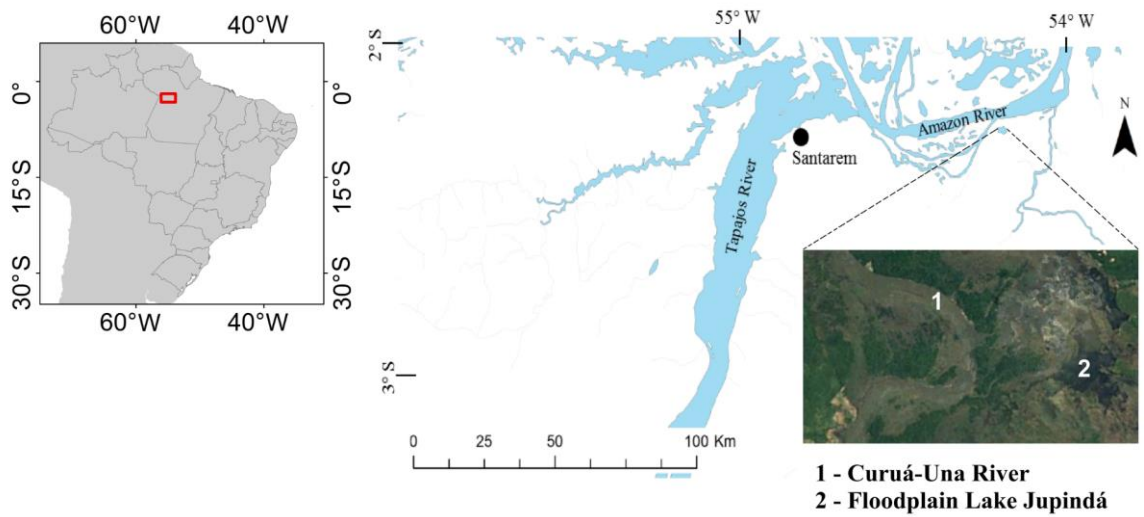 60°W 40°W
0°
15°S
30°S
0°
15°S
30°S
60°W 40°W
55° W
54° W
2° S
3° S
N
Amazon River
Santarem
Tapajos River
1
2
0 25 50 100 Km
1 - Curuá-Una River
2 - Floodplain Lake Jupindá